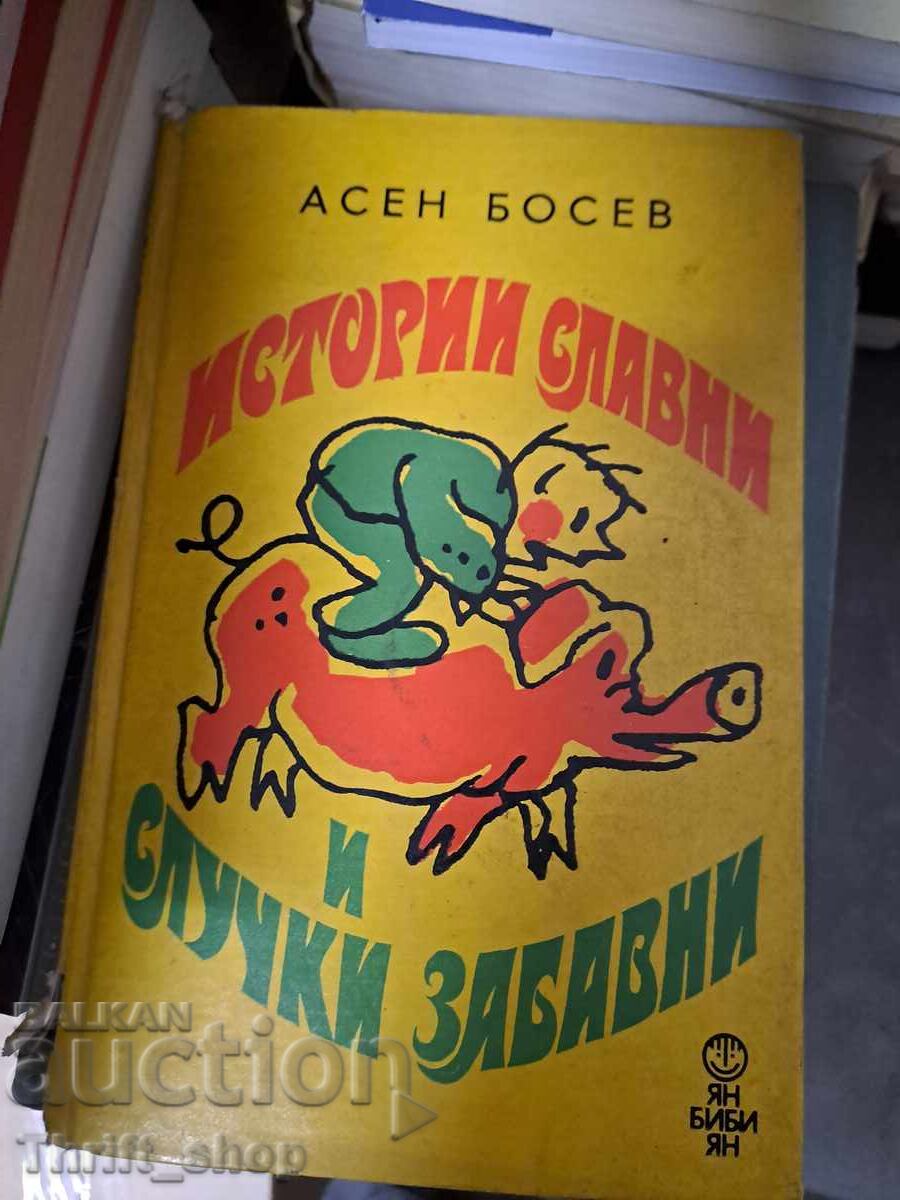 АСЕН БОСЕВ
ИСТОРИИ СЛАВНИ
И
СЛУЧКИ ЗАБАВНИ
ЯН
БИБИ
ЯН
BALKAN
auction
Thrift_shop